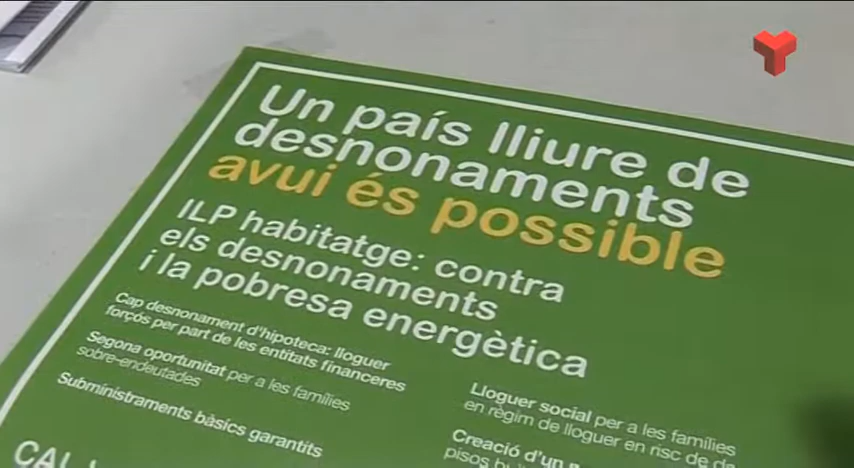 Un país lliure de
desnonaments
avui és possible
ILP habitatge: contra
els desnonaments
i la pobresa energètica
Cap desnonament d'hipoteca: lloguer
forçós per part de les entitats financeres
Segona oportunitat per a les famílies
sobre-endeutades
Subministraments bàsics garantits
Lloguer social per a les famílies
en règim de lloguer en risc de
Creació d'un
pisos